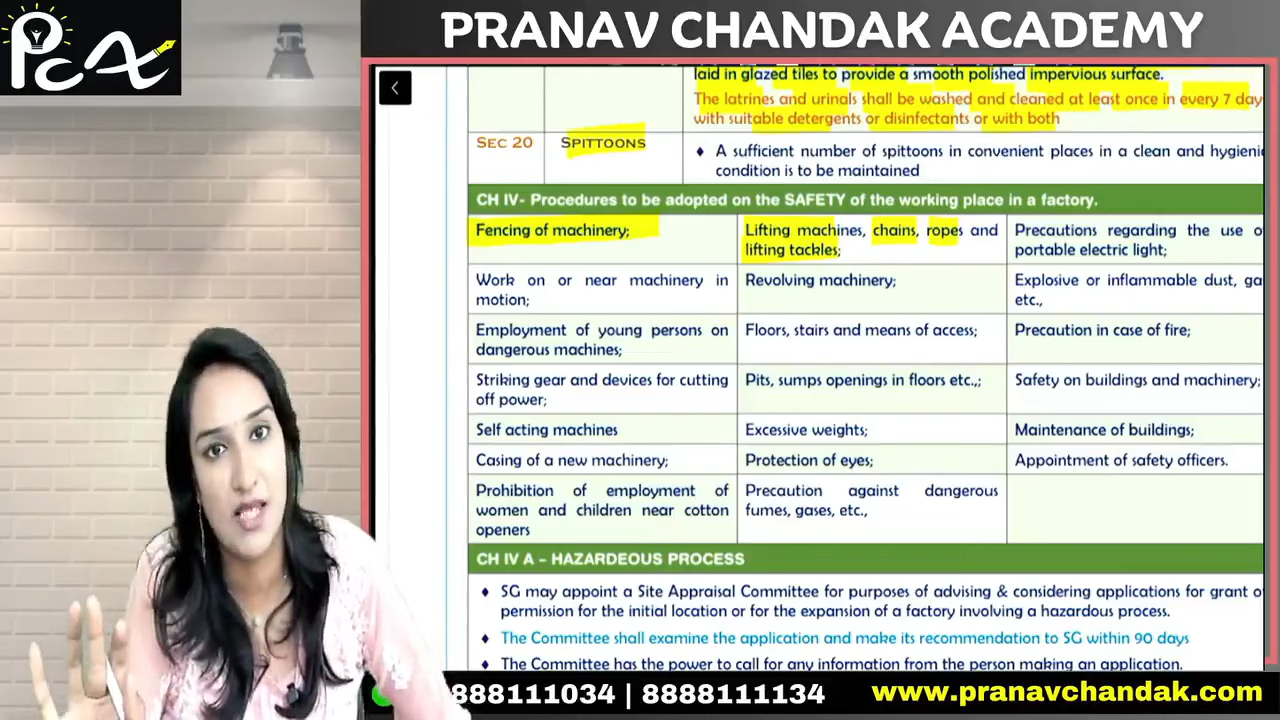 PCA
PRANAV CHANDAK ACADEMY
laid in glazed tiles to provide a smooth polished impervious surface.
The latrines and urinals shall be washed and cleaned at least once in every 7 day
with suitable detergents or disinfectants or with both
SEC 20
SPITTOONS
♦ A sufficient number of spittoons in convenient places in a clean and hygienic
condition is to be maintained
CH IV- Procedures to be adopted on the SAFETY of the working place in a factory.
Fencing of machinery;
Lifting machines, chains, ropes and
lifting tackles;
Precautions regarding the use o
portable electric light;
Work on or near machinery in
motion;
Revolving machinery;
Explosive or inflammable dust, ga
etc.,
Employment of young persons on
dangerous machines;
Floors, stairs and means of access;
Precaution in case of fire;
Striking gear and devices for cutting
off power;
Pits, sumps openings in floors etc.,;
Safety on buildings and machinery;
Self acting machines
Excessive weights;
Maintenance of buildings;
Casing of a new machinery;
Protection of eyes;
Appointment of safety officers.
Prohibition of employment of
women and children near cotton
openers
Precaution against dangerous
fumes, gases, etc.,
CH IV A – HAZARDEOUS PROCESS
♦ SG may appoint a Site Appraisal Committee for purposes of advising & considering applications for grant o
permission for the initial location or for the expansion of a factory involving a hazardous process.
♦ The Committee shall examine the application and make its recommendation to SG within 90 days
♦ The Committee has the power to call for any information from the person making an application.
888111034 | 8888111134
www.pranavchandak.com